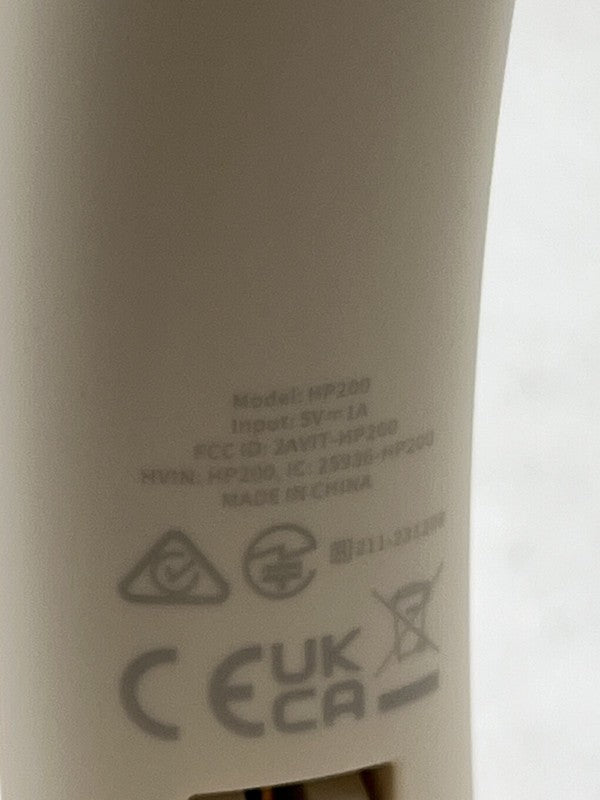 Model: HP200
Input: 5V⎓1A
FCC ID: 2AVIT-HP200
HVIN: HP200, IC: 25936-HP200
MADE IN CHINA
R
CE UK
CA